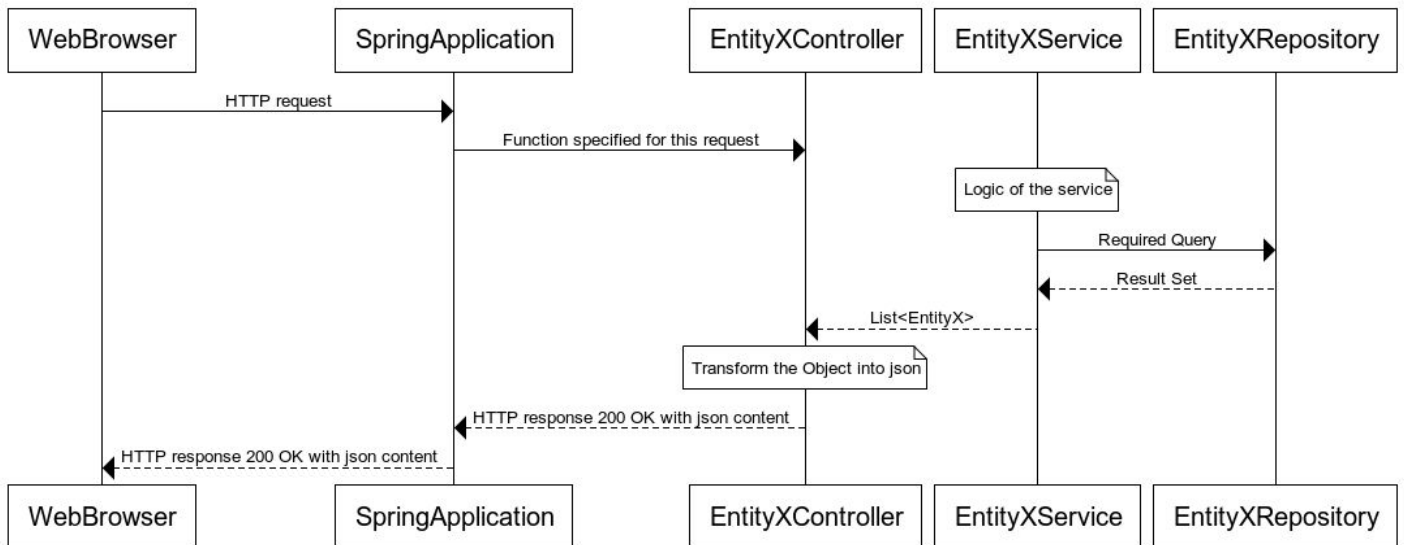 WebBrowser
SpringApplication
EntityXController
EntityXService
EntityXRepository
HTTP request
Function specified for this request
Logic of the service
Required Query
Result Set
List<EntityX>
Transform the Object into json
HTTP response 200 OK with json content
HTTP response 200 OK with json content
WebBrowser
SpringApplication
EntityXController
EntityXService
EntityXRepository